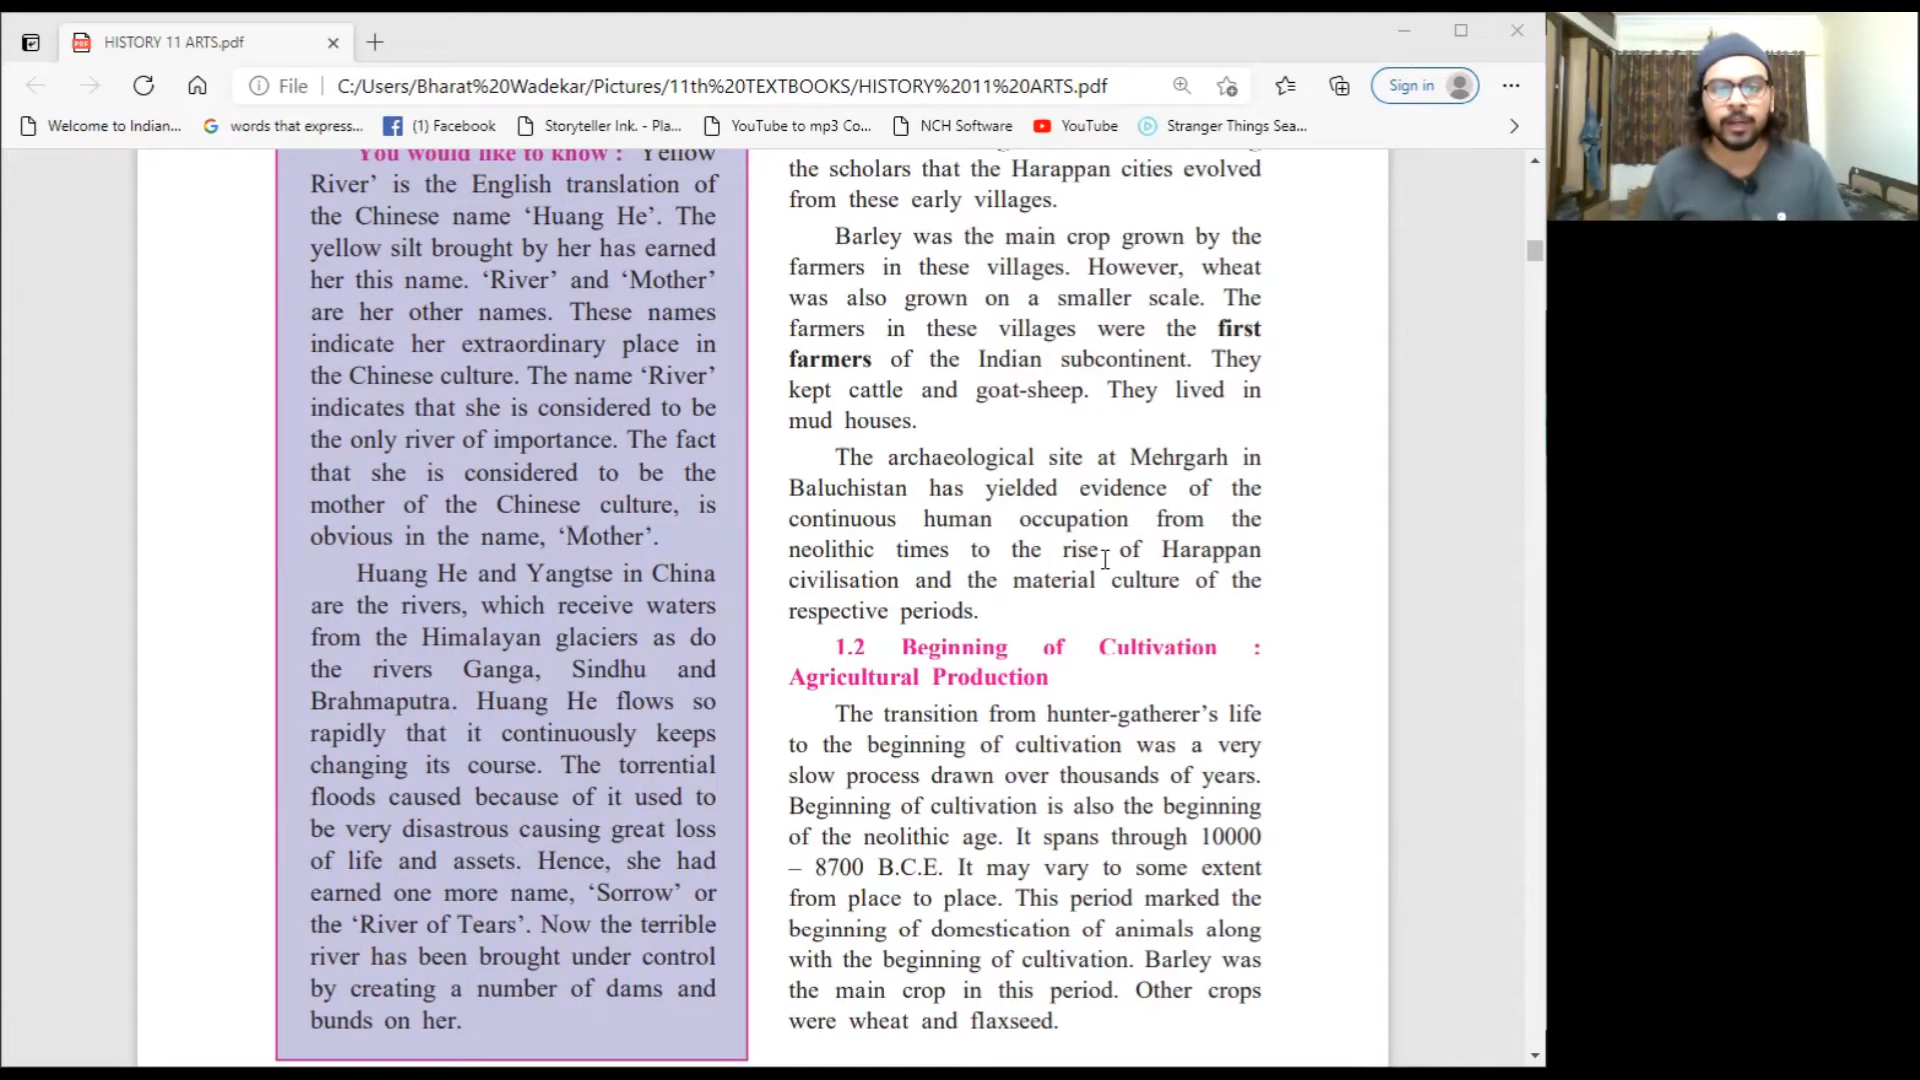 HISTORY 11 ARTS.pdf
File
C:/Users/Bharat%20Wadekar/Pictures/11th%20TEXTBOOKS/HISTORY%2011%20ARTS.pdf
Sign in
Welcome to Indian...
words that express...
(1) Facebook
Storyteller Ink. - Pla...
YouTube to mp3 Co...
NCH Software
YouTube
Stranger Things Sea...
You would like to know : Yellow
River’ is the English translation of
the Chinese name ‘Huang He’. The
yellow silt brought by her has earned
her this name. ‘River’ and ‘Mother’
are her other names. These names
indicate her extraordinary place in
the Chinese culture. The name ‘River’
indicates that she is considered to be
the only river of importance. The fact
that she is considered to be the
mother of the Chinese culture, is
obvious in the name, ‘Mother’.
Huang He and Yangtse in China
are the rivers, which receive waters
from the Himalayan glaciers as do
the rivers Ganga, Sindhu and
Brahmaputra. Huang He flows so
rapidly that it continuously keeps
changing its course. The torrential
floods caused because of it used to
be very disastrous causing great loss
of life and assets. Hence, she had
earned one more name, ‘Sorrow’ or
the ‘River of Tears’. Now the terrible
river has been brought under control
by creating a number of dams and
bunds on her.
the scholars that the Harappan cities evolved
from these early villages.
Barley was the main crop grown by the
farmers in these villages. However, wheat
was also grown on a smaller scale. The
farmers in these villages were the first
farmers of the Indian subcontinent. They
kept cattle and goat-sheep. They lived in
mud houses.
The archaeological site at Mehrgarh in
Baluchistan has yielded evidence of the
continuous human occupation from the
neolithic times to the rise of Harappan
civilisation and the material culture of the
respective periods.
1.2 Beginning of Cultivation :
Agricultural Production
The transition from hunter-gatherer’s life
to the beginning of cultivation was a very
slow process drawn over thousands of years.
Beginning of cultivation is also the beginning
of the neolithic age. It spans through 10000
– 8700 B.C.E. It may vary to some extent
from place to place. This period marked the
beginning of domestication of animals along
with the beginning of cultivation. Barley was
the main crop in this period. Other crops
were wheat and flaxseed.